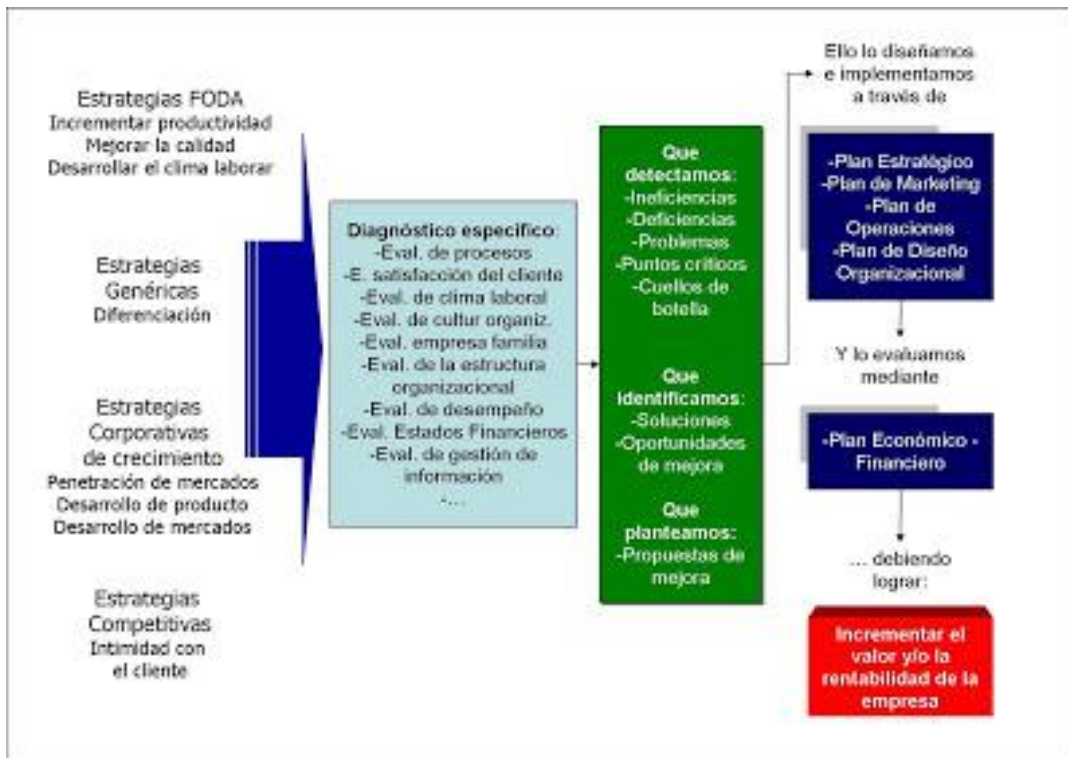 Estrategias FODA
Incrementar productividad
Mejorar la calidad
Desarrollar el clima laborar
Estrategias
Genéricas
Diferenciación
Estrategias
Corporativas
de crecimiento
Penetración de mercados
Desarrollo de producto
Desarrollo de mercados
Estrategias
Competitivas
Intimidad con
el cliente
Diagnóstico específico:
-Eval. de procesos
-E. satisfacción del cliente
-Eval. de clima laboral
-Eval. de cultur organiz.
-Eval. empresa familia
-Eval. de la estructura
organizacional
-Eval. de desempeño
-Eval. Estados Financieros
-Eval. de gestión de
información
-...
Que
detectamos:
-Ineficiencias
-Deficiencias
-Problemas
-Puntos críticos
-Cuellos de
botella
Que
identificamos:
-Soluciones
-Oportunidades
de mejora
Que
planteamos:
-Propuestas de
mejora
Ello lo diseñamos
e implementamos
a través de
-Plan Estratégico
-Plan de Marketing
-Plan de
Operaciones
-Plan de Diseño
Organizacional
Y lo evaluamos
mediante
-Plan Económico -
Financiero
... debiendo
lograr:
Incrementar el
valor y/o la
rentabilidad de la
empresa